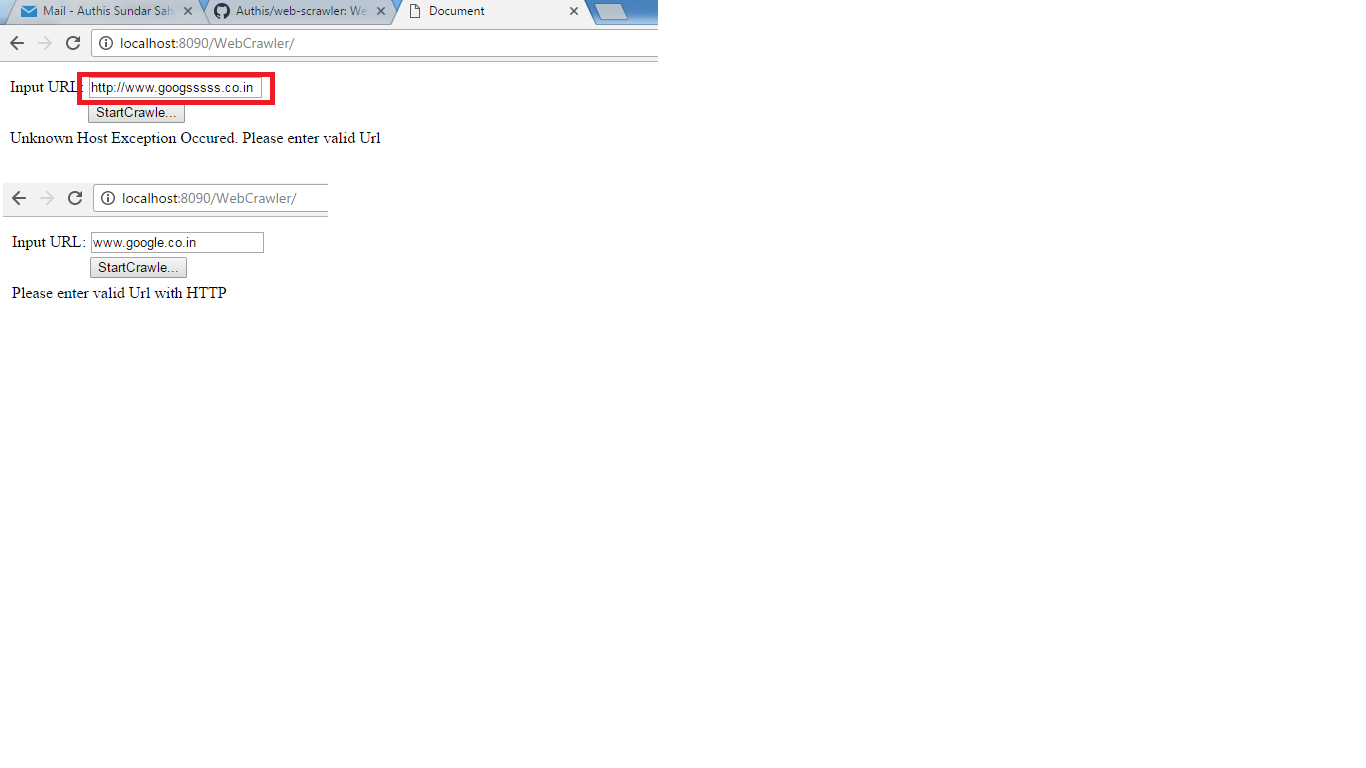 Mail - Authis Sundar Sah
Authis/web-scrawler: We
Document
localhost:8090/WebCrawler/
Input URL: http://www.googsssss.co.in
StartCrawle...
Unknown Host Exception Occured. Please enter valid Url
localhost:8090/WebCrawler/
Input URL: www.google.co.in
StartCrawle...
Please enter valid Url with HTTP